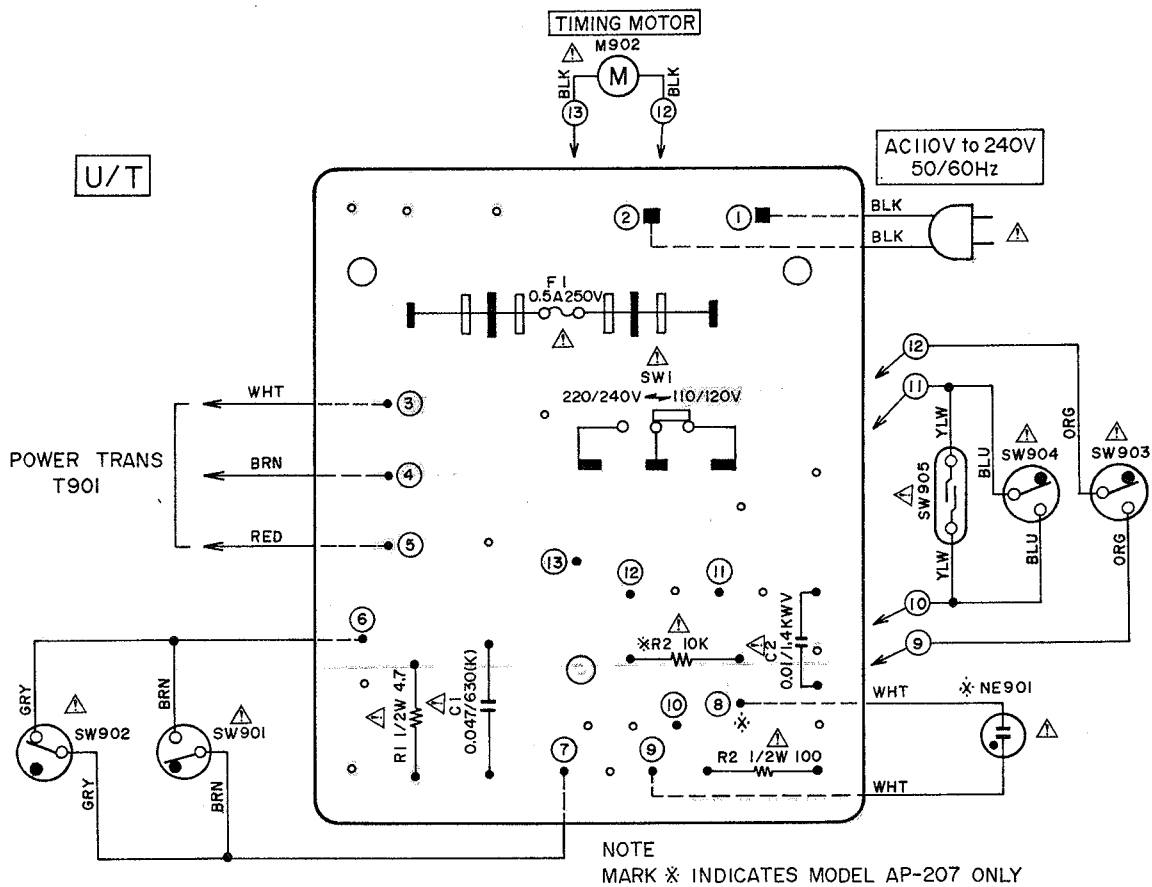 TIMING MOTOR
M902
M
BLK
BLK
13
12
U/T
AC110V to 240V
50/60Hz
2
1
BLK
BLK
F1
0.5A250V
SW1
220/240V 110/120V
12
11
WHT
3
POWER TRANS
T901
BRN
4
RED
5
YLW
BLU
ORG
SW905
SW904
SW903
YLW
BLU
ORG
13
12
11
10
9
6
※R2 10K
C2
0.01/1.4KWV
GRY
BRN
R1 1/2W 4.7
C1
0.047/630(K)
WHT
※ NE901
10
8
※
SW902
SW901
7
9
R2 1/2W 100
WHT
GRY
BRN
NOTE
MARK ※ INDICATES MODEL AP-207 ONLY